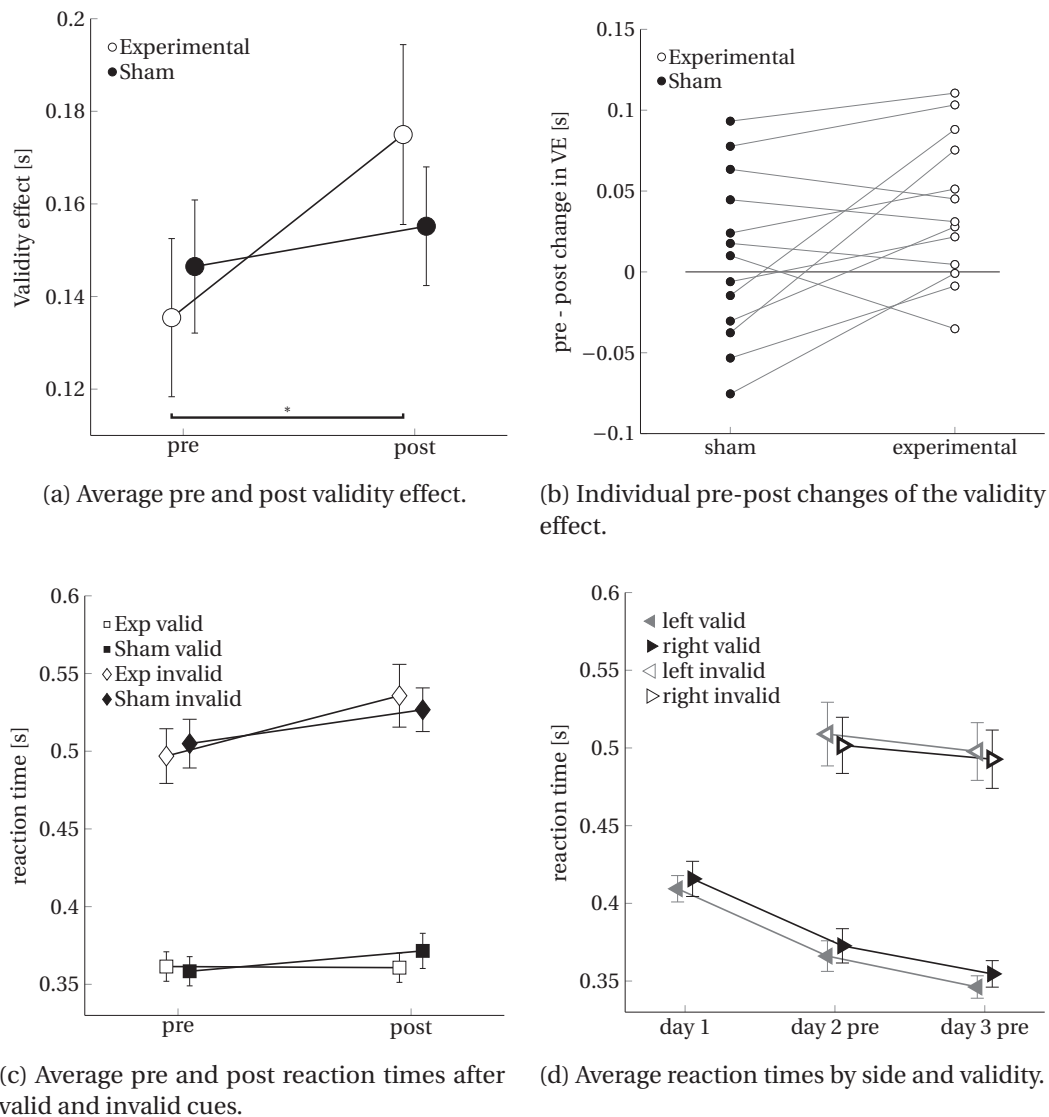 0.2
0.18
0.16
0.14
0.12
Validity effect [s]
Experimental
Sham
*
pre
post
(a) Average pre and post validity effect.
0.15
0.1
0.05
0
−0.05
−0.1
pre - post change in VE [s]
Experimental
Sham
sham
experimental
(b) Individual pre-post changes of the validity
effect.
0.6
0.55
0.5
0.45
0.4
0.35
reaction time [s]
Exp valid
Sham valid
Exp invalid
Sham invalid
pre
post
(c) Average pre and post reaction times after
valid and invalid cues.
0.6
0.55
0.5
0.45
0.4
0.35
reaction time [s]
left valid
right valid
left invalid
right invalid
day 1
day 2 pre
day 3 pre
(d) Average reaction times by side and validity.